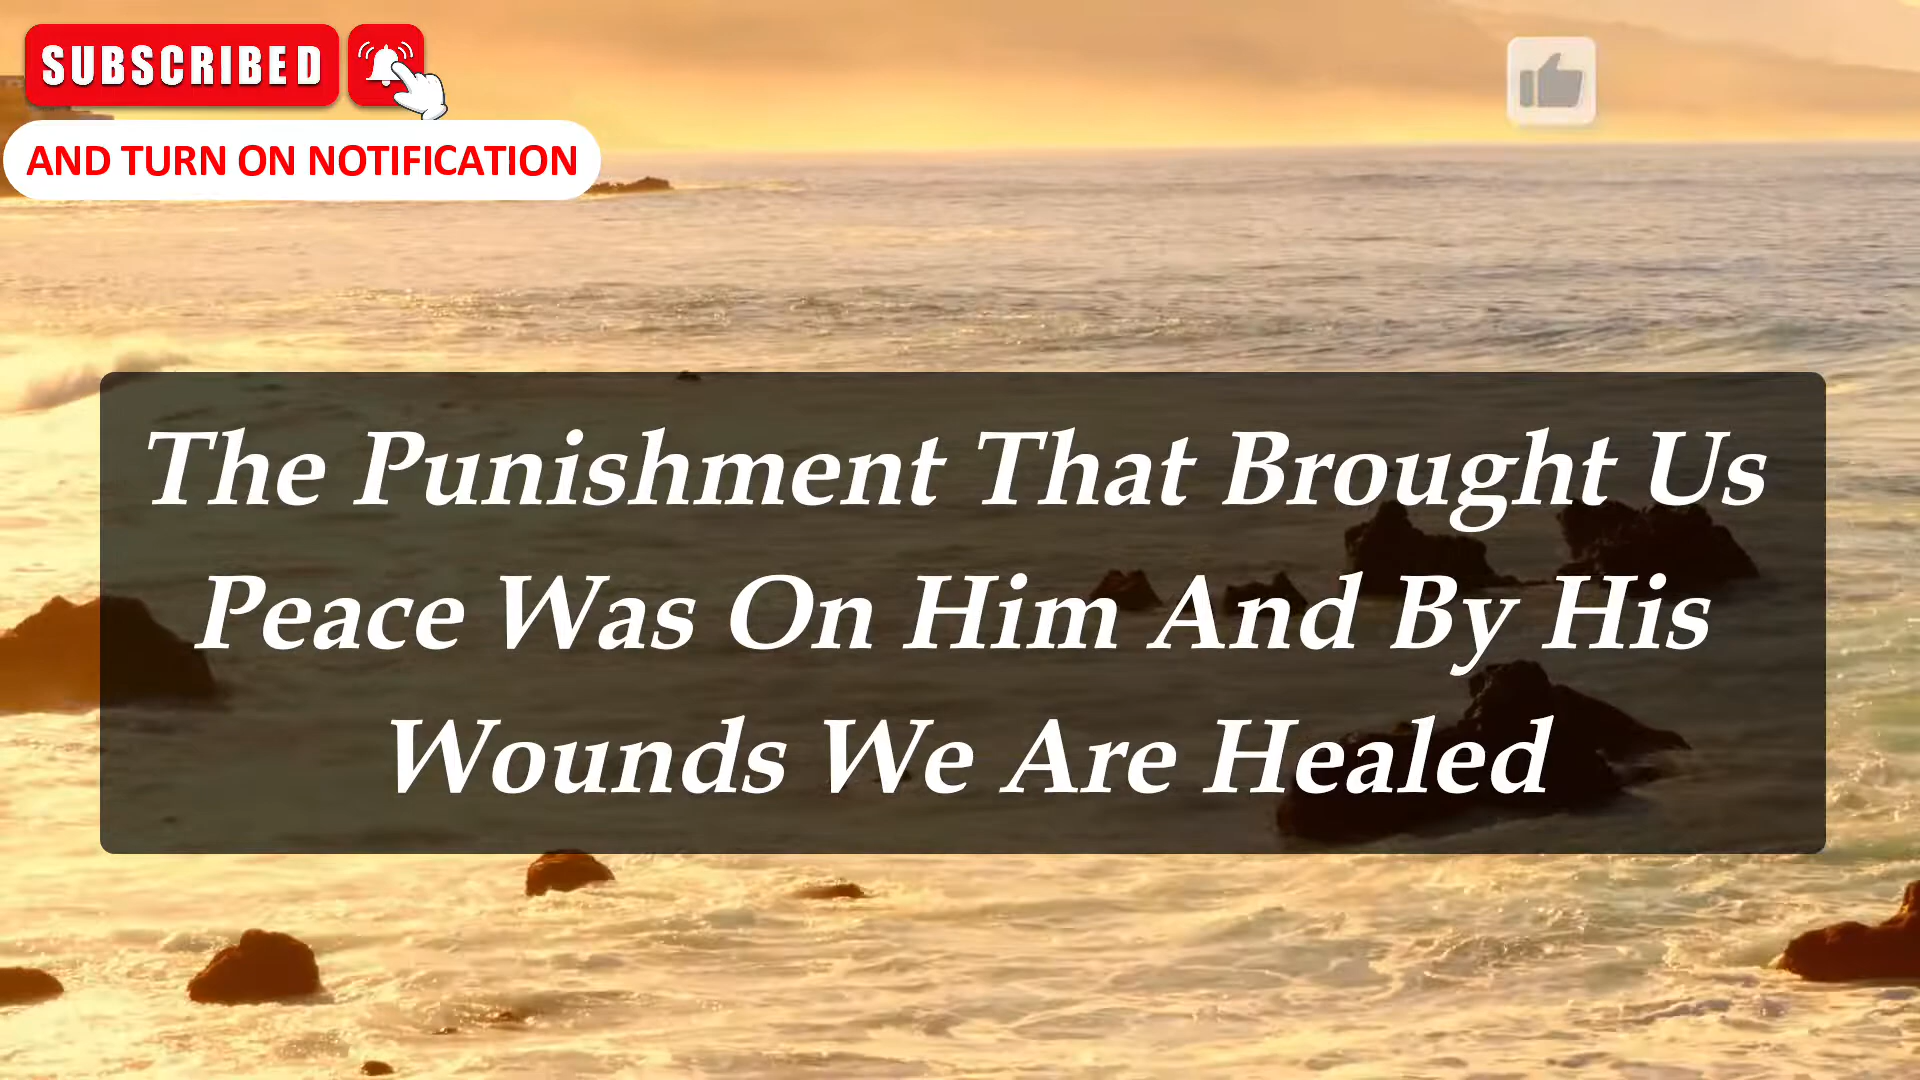 SUBSCRIBED
AND TURN ON NOTIFICATION
The Punishment That Brought Us
Peace Was On Him And By His
Wounds We Are Healed